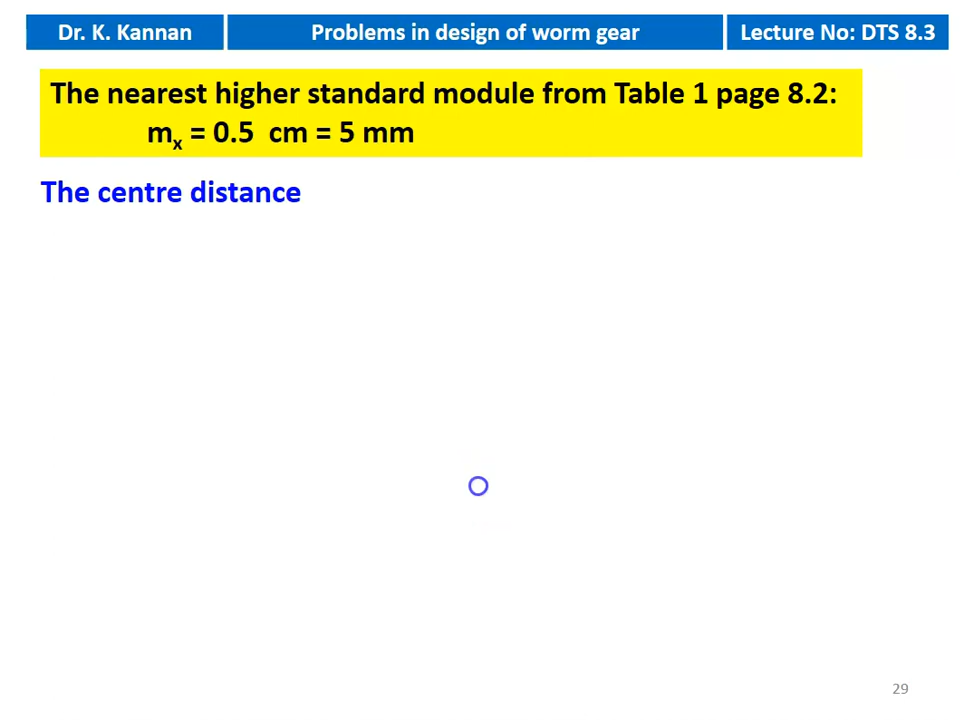 Dr. K. Kannan
Problems in design of worm gear
Lecture No: DTS 8.3
The nearest higher standard module from Table 1 page 8.2:
mₓ = 0.5 cm = 5 mm
The centre distance
29